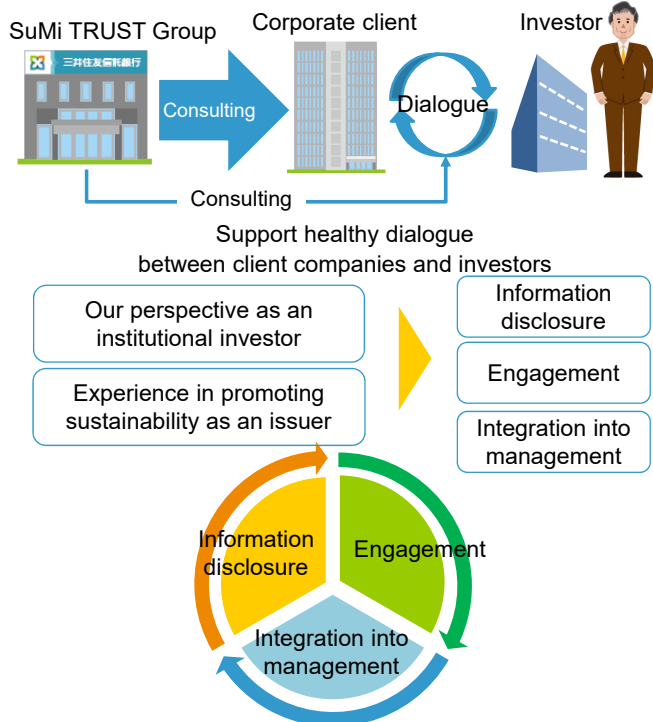 SuMi TRUST Group
Corporate client
Investor
三井住友信託銀行
Consulting
Dialogue
Consulting
Support healthy dialogue
between client companies and investors
Our perspective as an
institutional investor
Experience in promoting
sustainability as an issuer
Information
disclosure
Engagement
Integration into
management
Information
disclosure
Engagement
Integration into
management